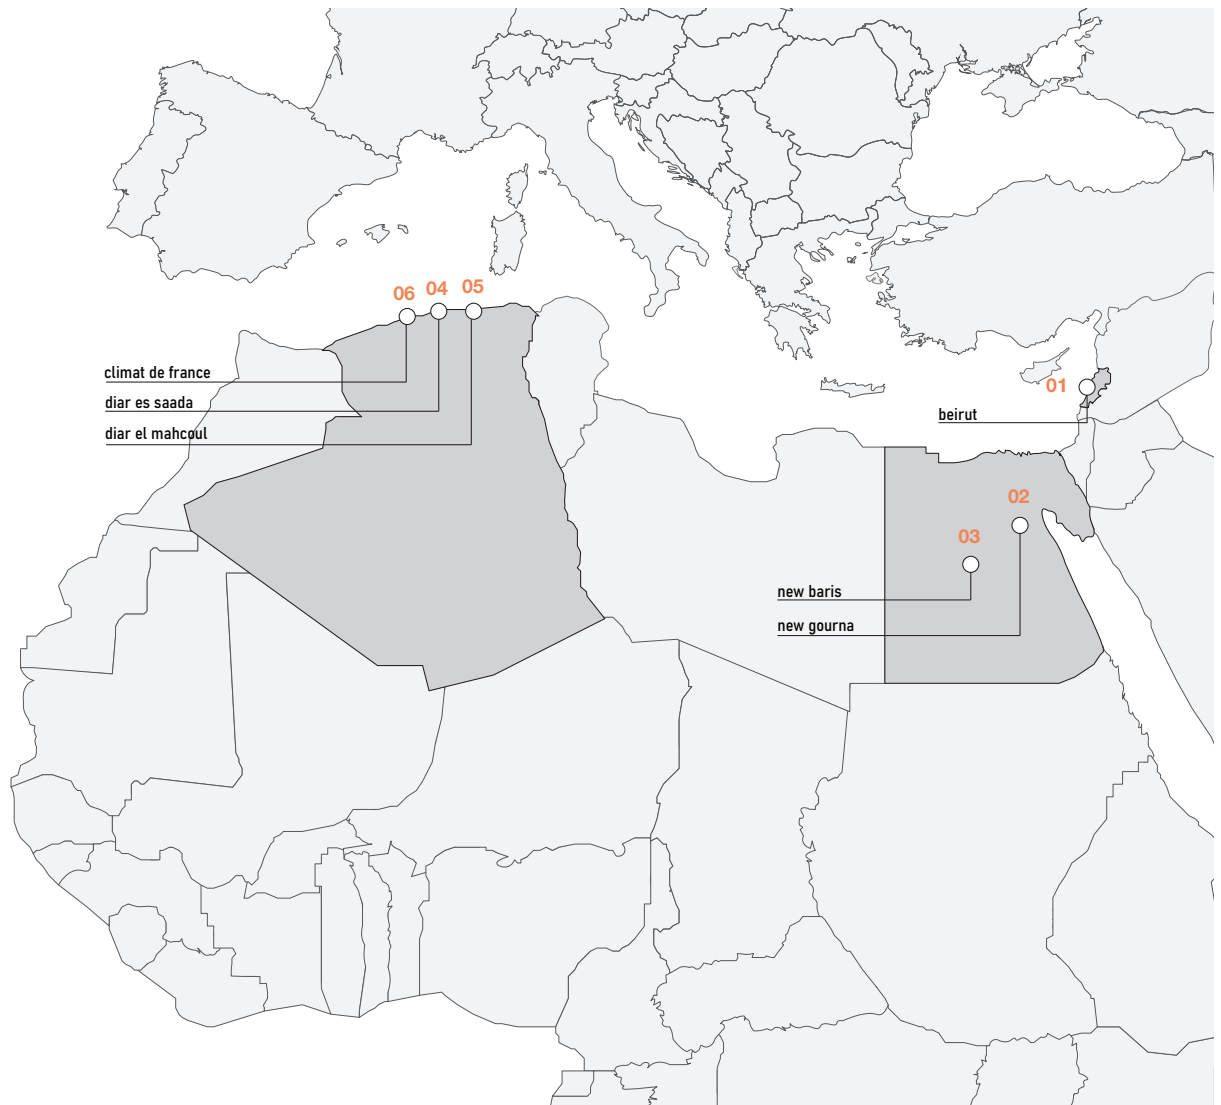 06
04
05
climat de france
diar es saada
diar el mahcoul
01
beirut
02
03
new baris
new gourna